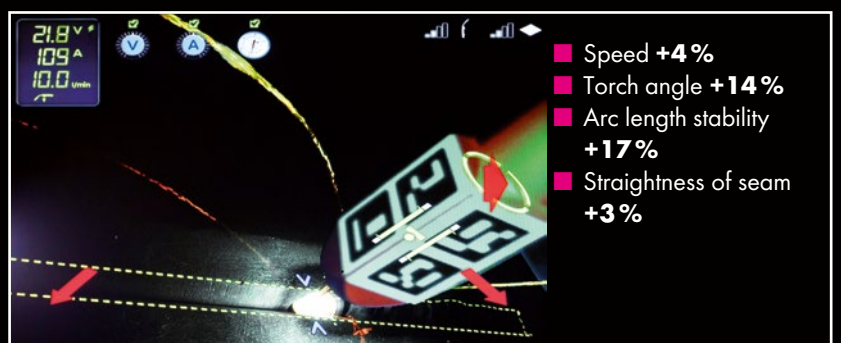 21.8 V
109 A
10.0 l/min
V
A
Speed +4 %
Torch angle +14 %
Arc length stability
+17 %
Straightness of seam
+3 %